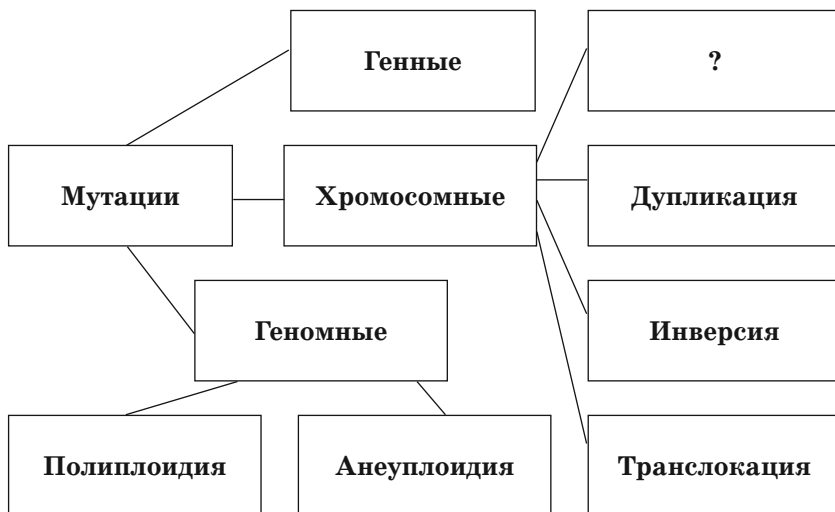 Генные
?
Мутации
Хромосомные
Дупликация
Геномные
Инверсия
Полиплоидия
Анеуплоидия
Транслокация